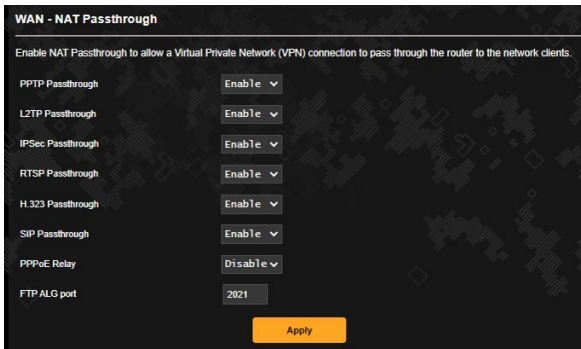 WAN - NAT Passthrough
Enable NAT Passthrough to allow a Virtual Private Network (VPN) connection to pass through the router to the network clients.
PPTP Passthrough Enable
L2TP Passthrough Enable
IPSec Passthrough Enable
RTSP Passthrough Enable
H.323 Passthrough Enable
SIP Passthrough Enable
PPPoE Relay Disable
FTP ALG port 2021
Apply